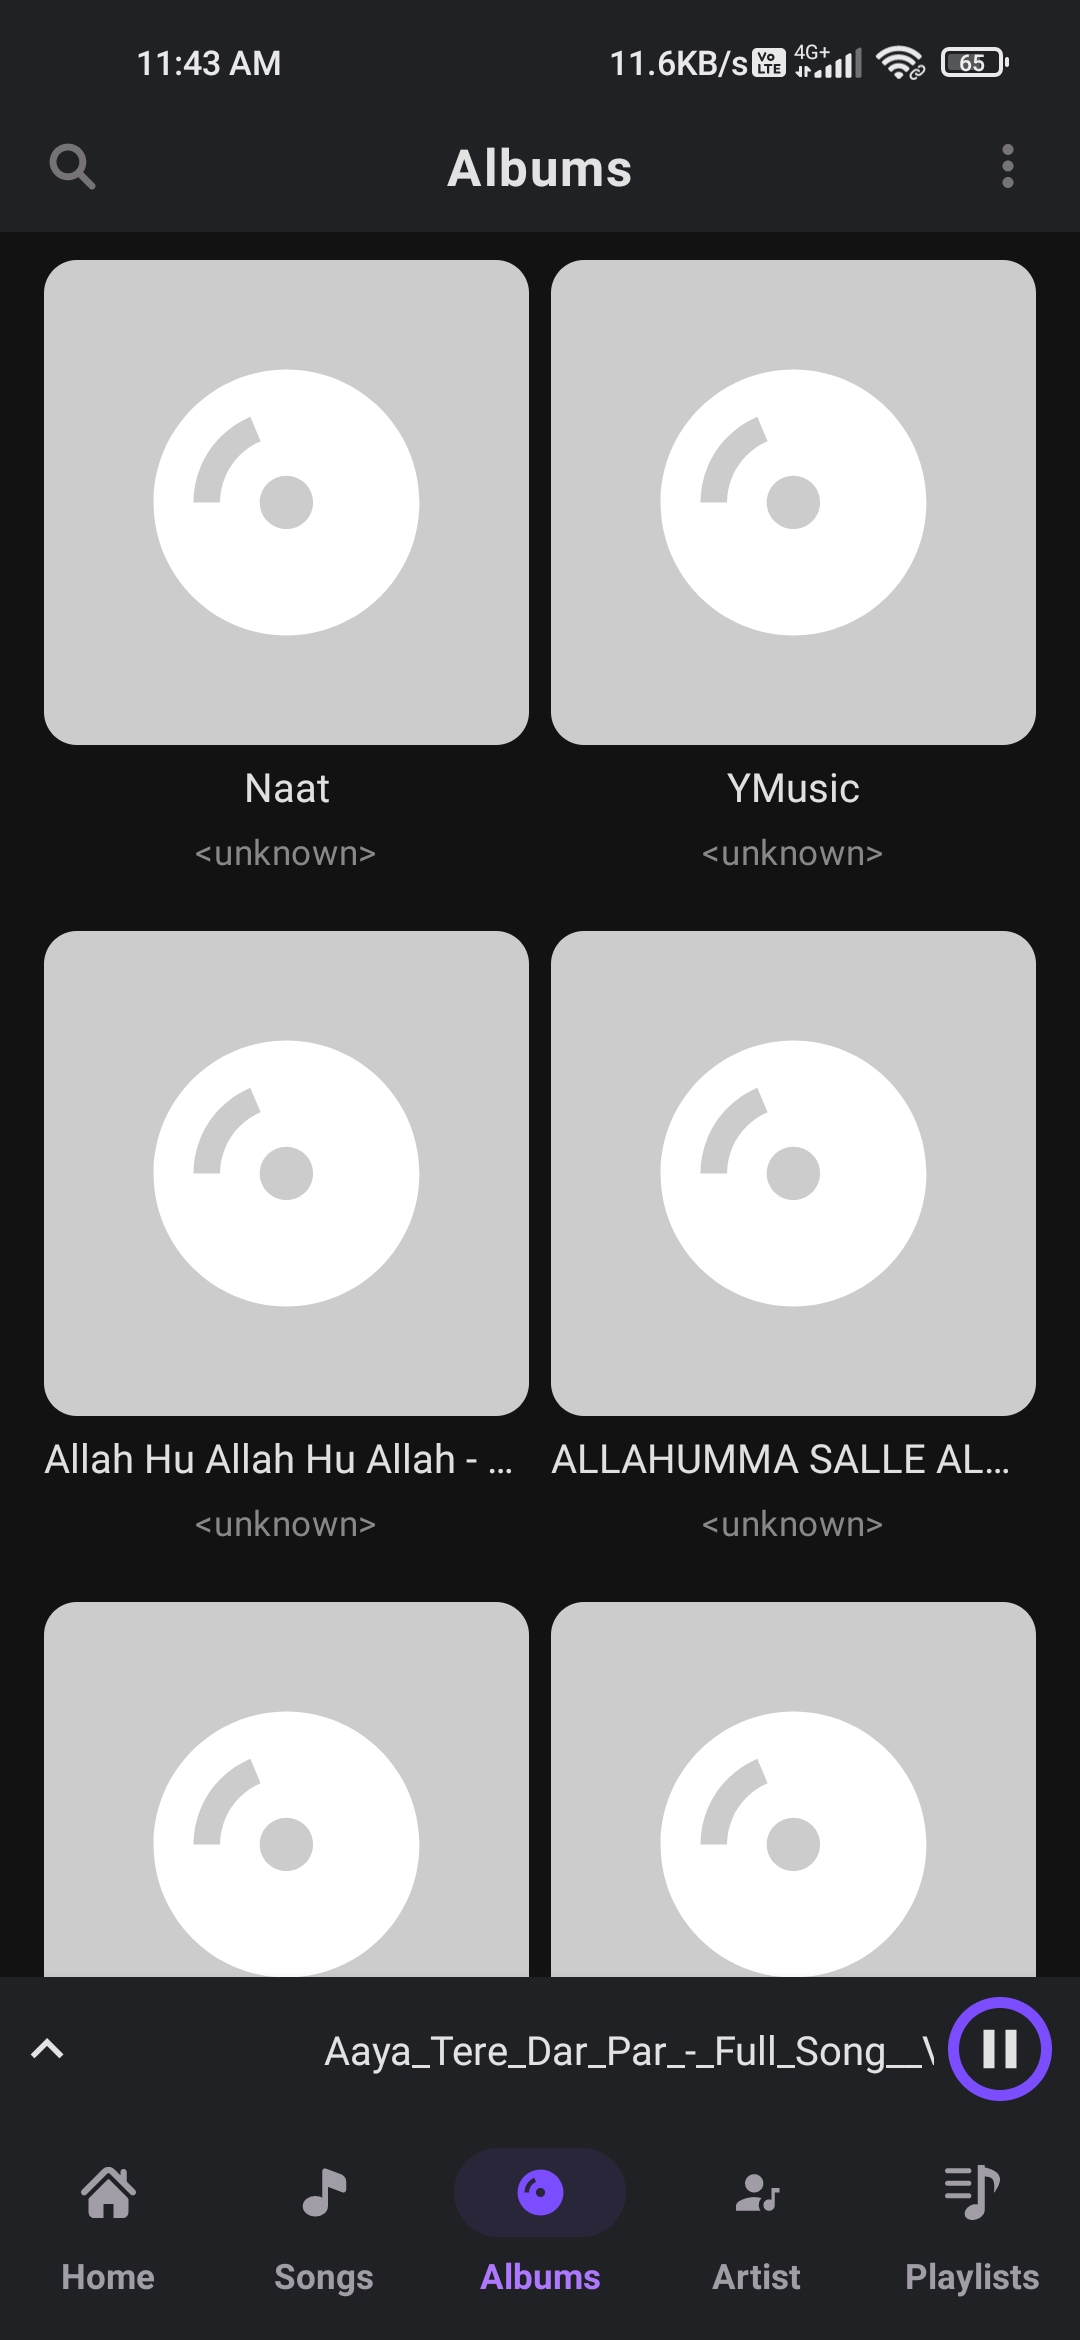 11:43 AM 11.6KB/s Vo LTE 4G+ 65
Albums
Naat YMusic
<unknown> <unknown>
Allah Hu Allah Hu Allah - ... ALLAHUMMA SALLE AL...
<unknown> <unknown>
Aaya_Tere_Dar_Par_-_Full_Song__
Home Songs Albums Artist Playlists